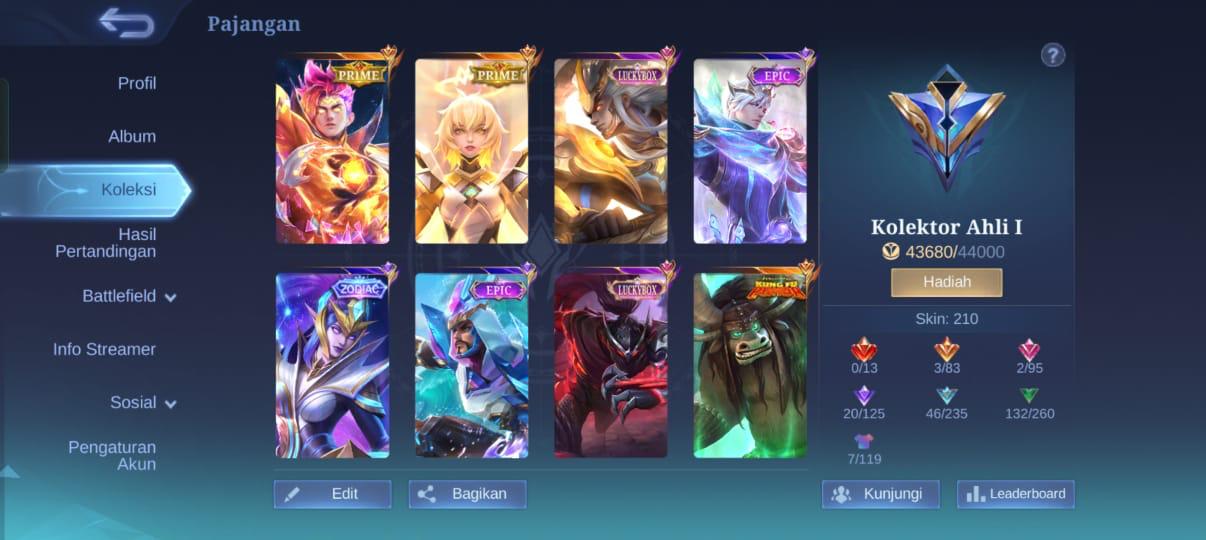 Pajangan
Profil
Album
Koleksi
Hasil
Pertandingan
Battlefield
Info Streamer
Sosial
Pengaturan
Akun
PRIME
PRIME
LUCKYBOX
EPIC
ZODIAC
EPIC
LUCKYBOX
KUNG FU
PANDA
Edit
Bagikan
?
Kolektor Ahli I
43680/44000
Hadiah
Skin: 210
0/13
3/83
2/95
20/125
46/235
132/260
7/119
Kunjungi
Leaderboard